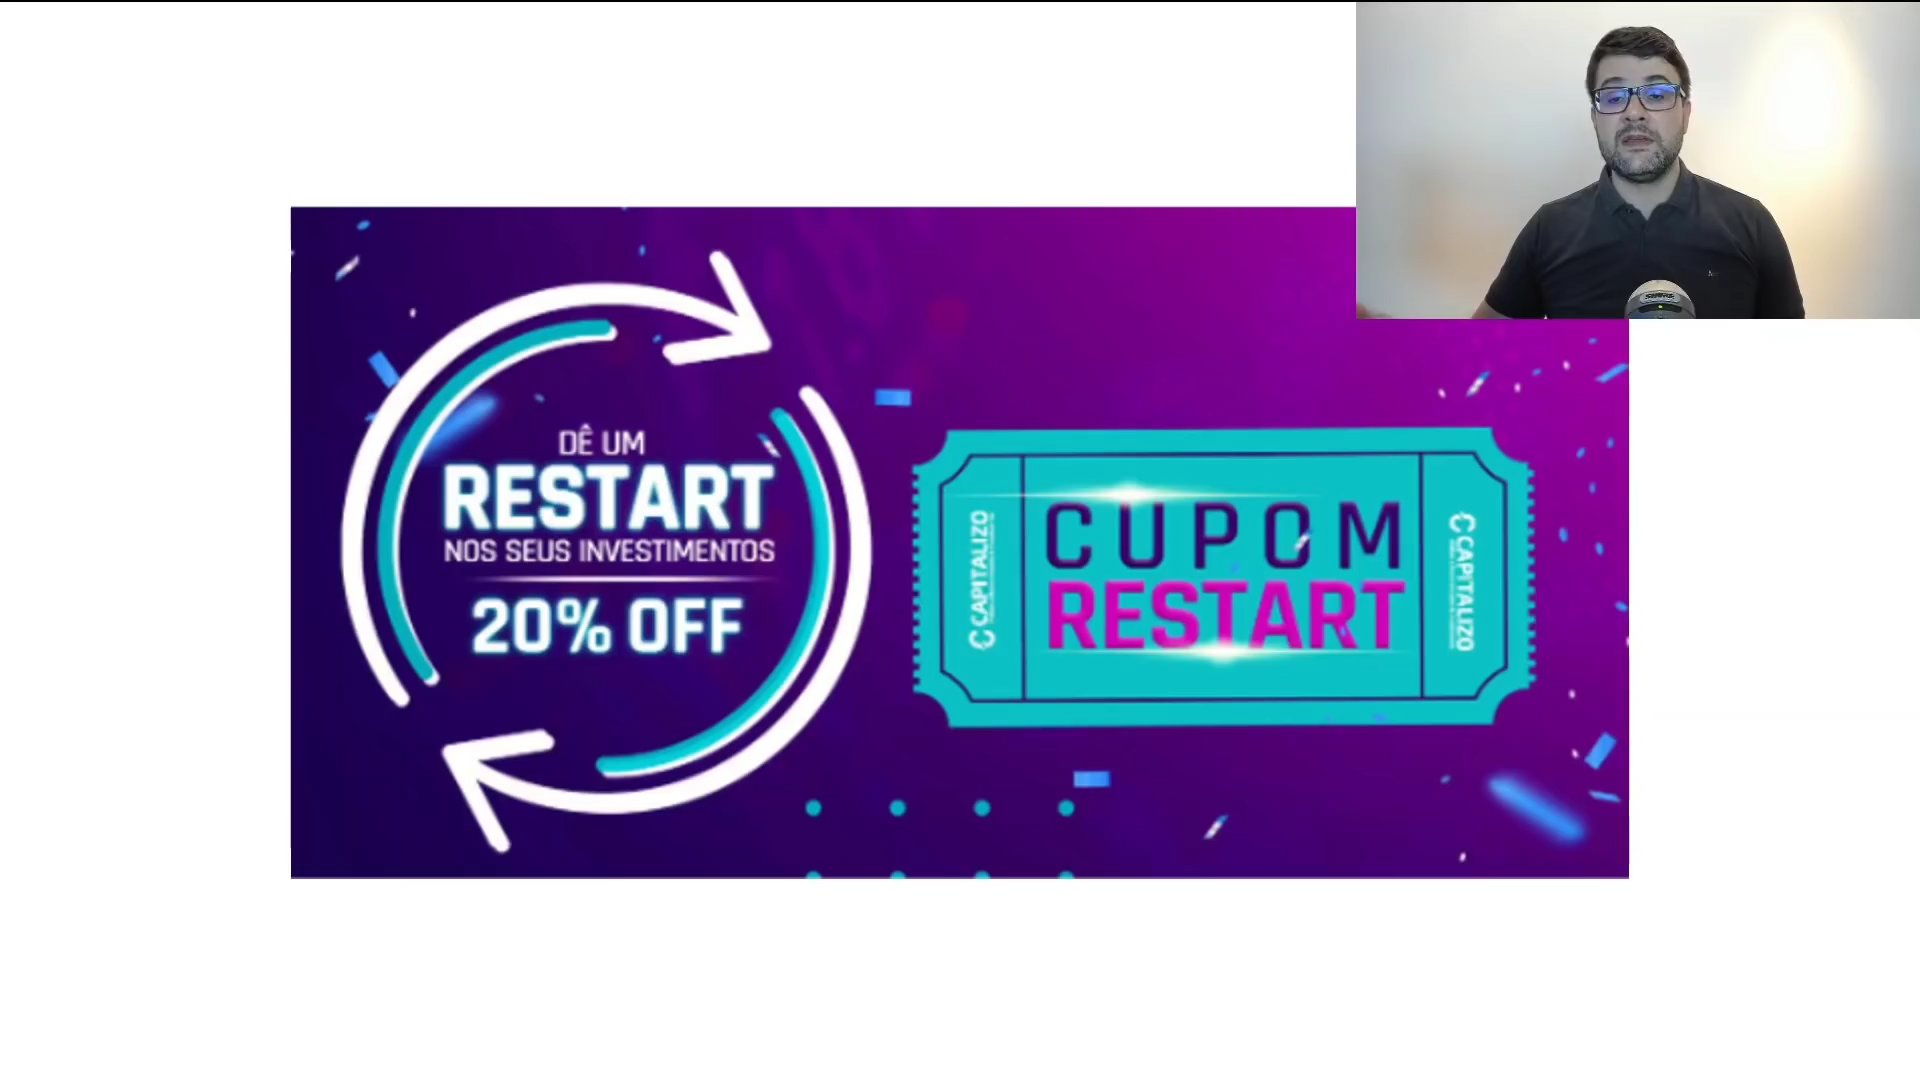 DÊ UM
RESTART
NOS SEUS INVESTIMENTOS
20% OFF
CAPITALIZO
CUPOM
RESTART
CAPITALIZO